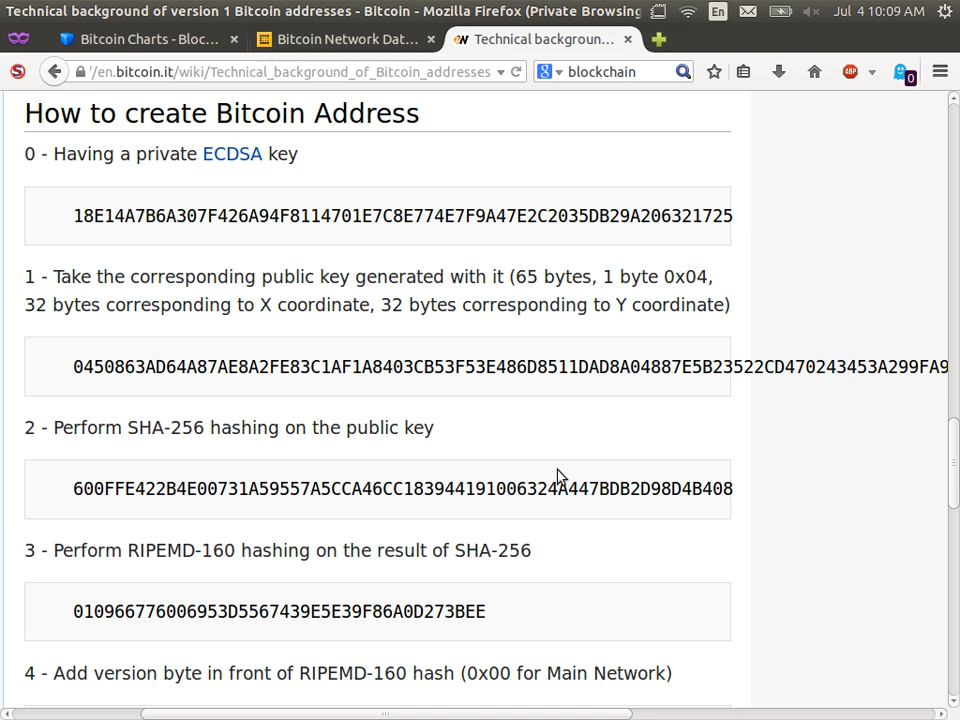 Technical background of version 1 Bitcoin addresses - Bitcoin - Mozilla Firefox (Private Browsing
En
Jul 4 10:09 AM
Bitcoin Charts - Bloc... ×
Bitcoin Network Dat... ×
W Technical backgroun... ×
S
/en.bitcoin.it/wiki/Technical_background_of_Bitcoin_addresses
8 blockchain
ABP
0
How to create Bitcoin Address
0 - Having a private ECDSA key
18E14A7B6A307F426A94F8114701E7C8E774E7F9A47E2C2035DB29A206321725
1 - Take the corresponding public key generated with it (65 bytes, 1 byte 0x04,
32 bytes corresponding to X coordinate, 32 bytes corresponding to Y coordinate)
0450863AD64A87AE8A2FE83C1AF1A8403CB53F53E486D8511DAD8A04887E5B23522CD470243453A299FA9
2 - Perform SHA-256 hashing on the public key
600FFE422B4E00731A59557A5CCA46CC183944191006324A447BDB2D98D4B408
3 - Perform RIPEMD-160 hashing on the result of SHA-256
010966776006953D5567439E5E39F86A0D273BEE
4 - Add version byte in front of RIPEMD-160 hash (0x00 for Main Network)